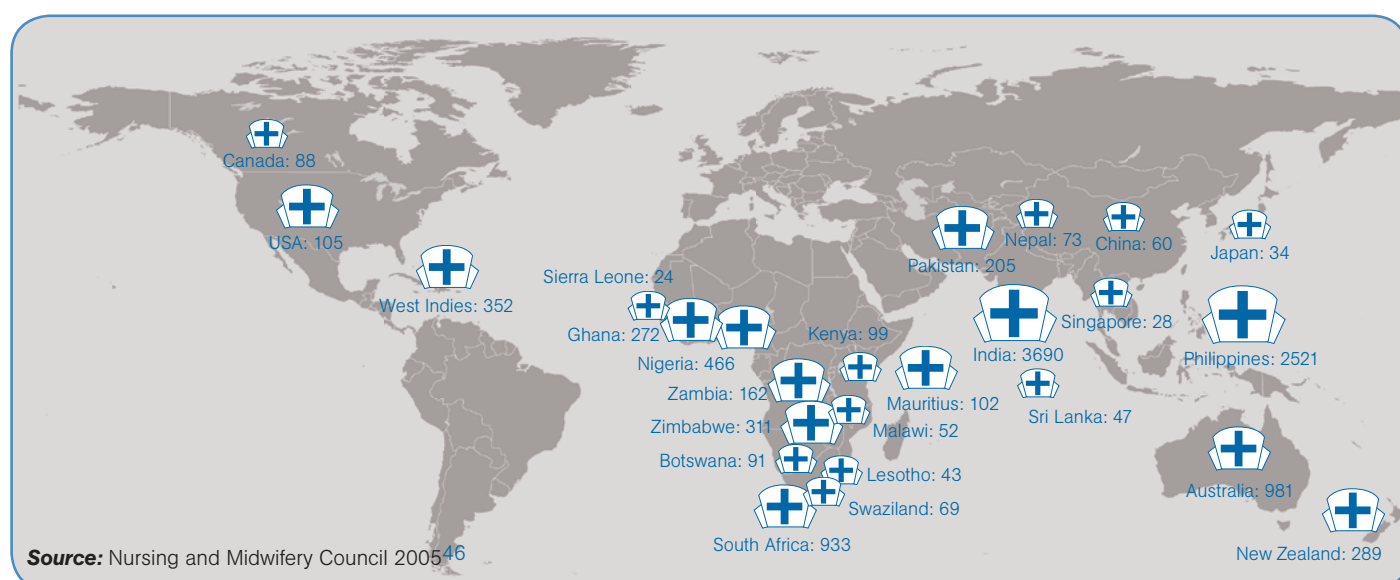 Canada: 88
USA: 105
West Indies: 352
Sierra Leone: 24
Ghana: 272
Nigeria: 466
Kenya: 99
Zambia: 162
Zimbabwe: 311
Botswana: 91
Mauritius: 102
Malawi: 52
Lesotho: 43
Swaziland: 69
South Africa: 933
Pakistan: 205
Nepal: 73
China: 60
Japan: 34
India: 3690
Singapore: 28
Philippines: 2521
Sri Lanka: 47
Australia: 981
New Zealand: 289
Source: Nursing and Midwifery Council 2005 46